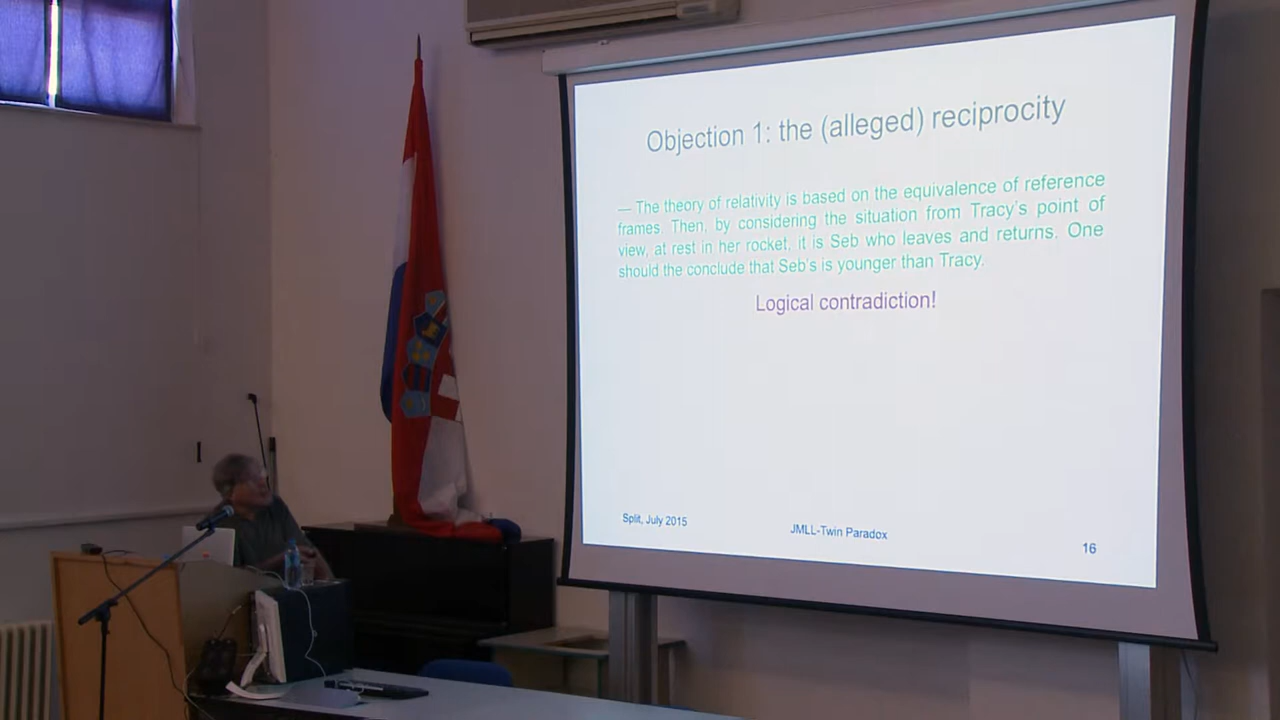 Objection 1: the (alleged) reciprocity
— The theory of relativity is based on the equivalence of reference
frames. Then, by considering the situation from Tracy's point of
view, at rest in her rocket, it is Seb who leaves and returns. One
should the conclude that Seb's is younger than Tracy.
Logical contradiction!
Split, July 2015
JMLL-Twin Paradox
16